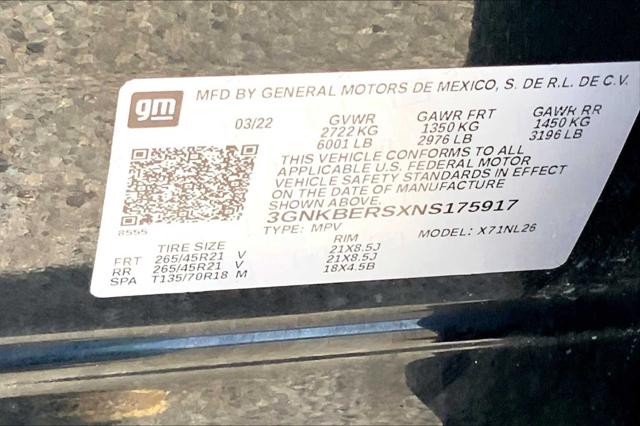 gm
MFD BY GENERAL MOTORS DE MEXICO, S. DE R.L. DE C.V.
03/22 GVWR GAWR FRT GAWR RR
2722 KG 1350 KG 1450 KG
6001 LB 2976 LB 3196 LB
THIS VEHICLE CONFORMS TO ALL
APPLICABLE U.S. FEDERAL MOTOR
VEHICLE SAFETY STANDARDS IN EFFECT
ON THE DATE OF MANUFACTURE
SHOWN ABOVE.
3GNKBERSXNS175917
8555
TYPE: MPV MODEL: X71NL26
TIRE SIZE RIM
FRT 265/45R21 V 21X8.5J
RR 265/45R21 V 21X8.5J
SPA T135/70R18 M 18X4.5B